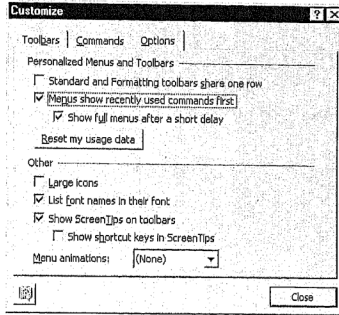 Customize
Toolbars Commands Options
Personalized Menus and Toolbars
Standard and Formatting toolbars share one row
Menus show recently used commands first
Show full menus after a short delay
Reset my usage data
Other
Large icons
List font names in their font
Show ScreenTips on toolbars
Show shortcut keys in ScreenTips
Menu animations: (None)
Close